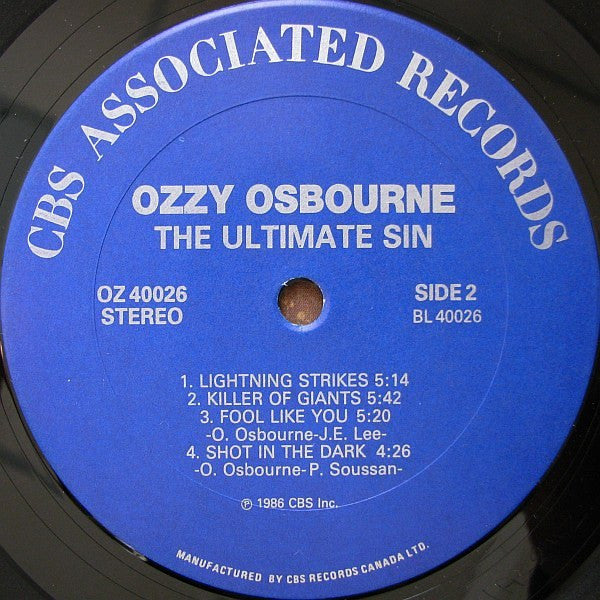 CBS ASSOCIATED RECORDS
OZZY OSBOURNE
THE ULTIMATE SIN
OZ 40026 SIDE 2
STEREO BL 40026
1. LIGHTNING STRIKES 5:14
2. KILLER OF GIANTS 5:42
3. FOOL LIKE YOU 5:20
-O. Osbourne-J.E. Lee-
4. SHOT IN THE DARK 4:26
-O. Osbourne-P. Soussan-
℗ 1986 CBS Inc.
MANUFACTURED BY CBS RECORDS CANADA LTD.